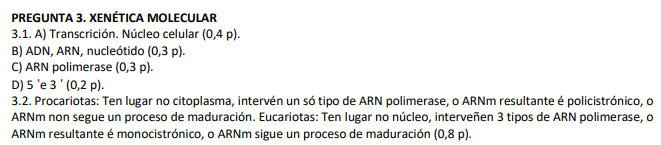 PREGUNTA 3. XENÉTICA MOLECULAR
3.1. A) Transcrición. Núcleo celular (0,4 p).
B) ADN, ARN, nucleótido (0,3 p).
C) ARN polimerase (0,3 p).
D) 5 'e 3 ' (0,2 p).
3.2. Procariotas: Ten lugar no citoplasma, intervén un só tipo de ARN polimerase, o ARNm resultante é policistrónico, o
ARNm non segue un proceso de maduración. Eucariotas: Ten lugar no núcleo, interveñen 3 tipos de ARN polimerase, o
ARNm resultante é monocistrónico, o ARNm sigue un proceso de maduración (0,8 p).